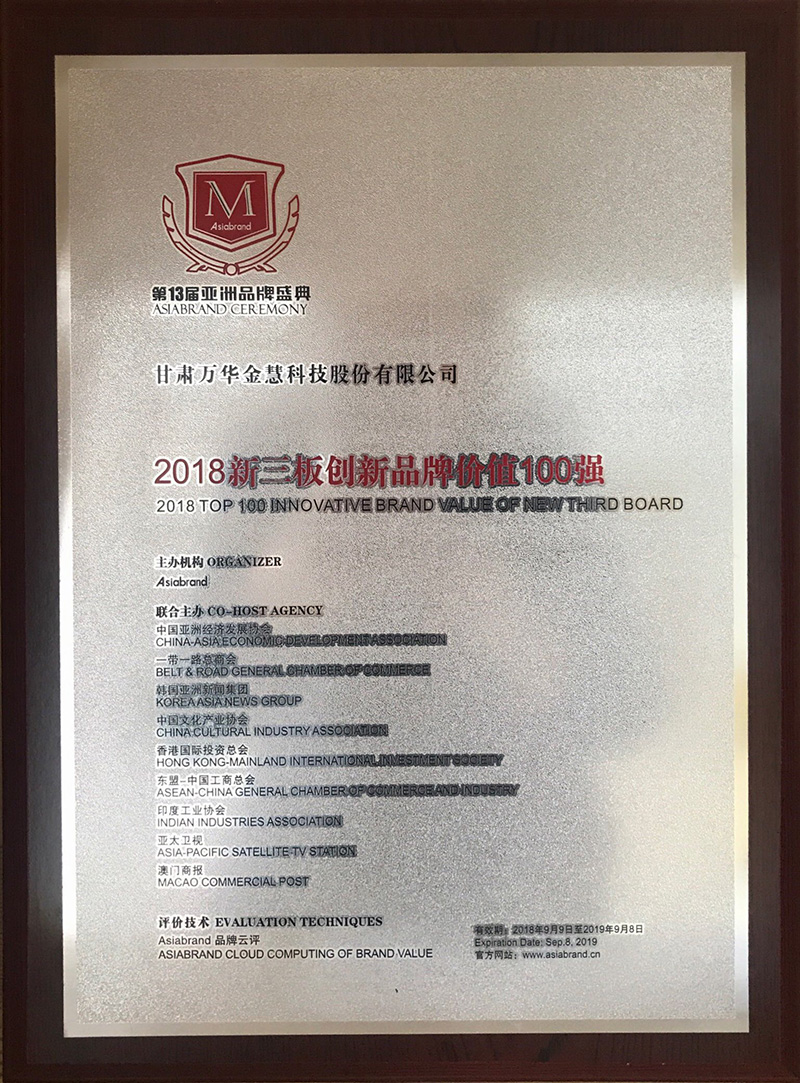 M
Asiabrand
第13届亚洲品牌盛典
ASIABRAND CEREMONY
甘肃万华金慧科技股份有限公司
2018新三板创新品牌价值100强
2018 TOP 100 INNOVATIVE BRAND VALUE OF NEW THIRD BOARD
主办机构 ORGANIZER
Asiabrand
联合主办 CO-HOST AGENCY
中国亚洲经济发展协会
CHINA-ASIA ECONOMIC DEVELOPMENT ASSOCIATION
一带一路总商会
BELT & ROAD GENERAL CHAMBER OF COMMERCE
韩国亚洲新闻集团
KOREA ASIA NEWS GROUP
中国文化产业协会
CHINA CULTURAL INDUSTRY ASSOCIATION
香港国际投资总会
HONG KONG-MAINLAND INTERNATIONAL INVESTMENT SOCIETY
东盟-中国工商总会
ASEAN-CHINA GENERAL CHAMBER OF COMMERCE AND INDUSTRY
印度工业协会
INDIAN INDUSTRIES ASSOCIATION
亚太卫视
ASIA-PACIFIC SATELLITE TV STATION
澳门商报
MACAO COMMERCIAL POST
评价技术 EVALUATION TECHNIQUES
Asiabrand 品牌云评
ASIABRAND CLOUD COMPUTING OF BRAND VALUE
有效期：2018年9月9日至2019年9月8日
Expiration Date: Sep.8, 2019
官方网站：www.asiabrand.cn